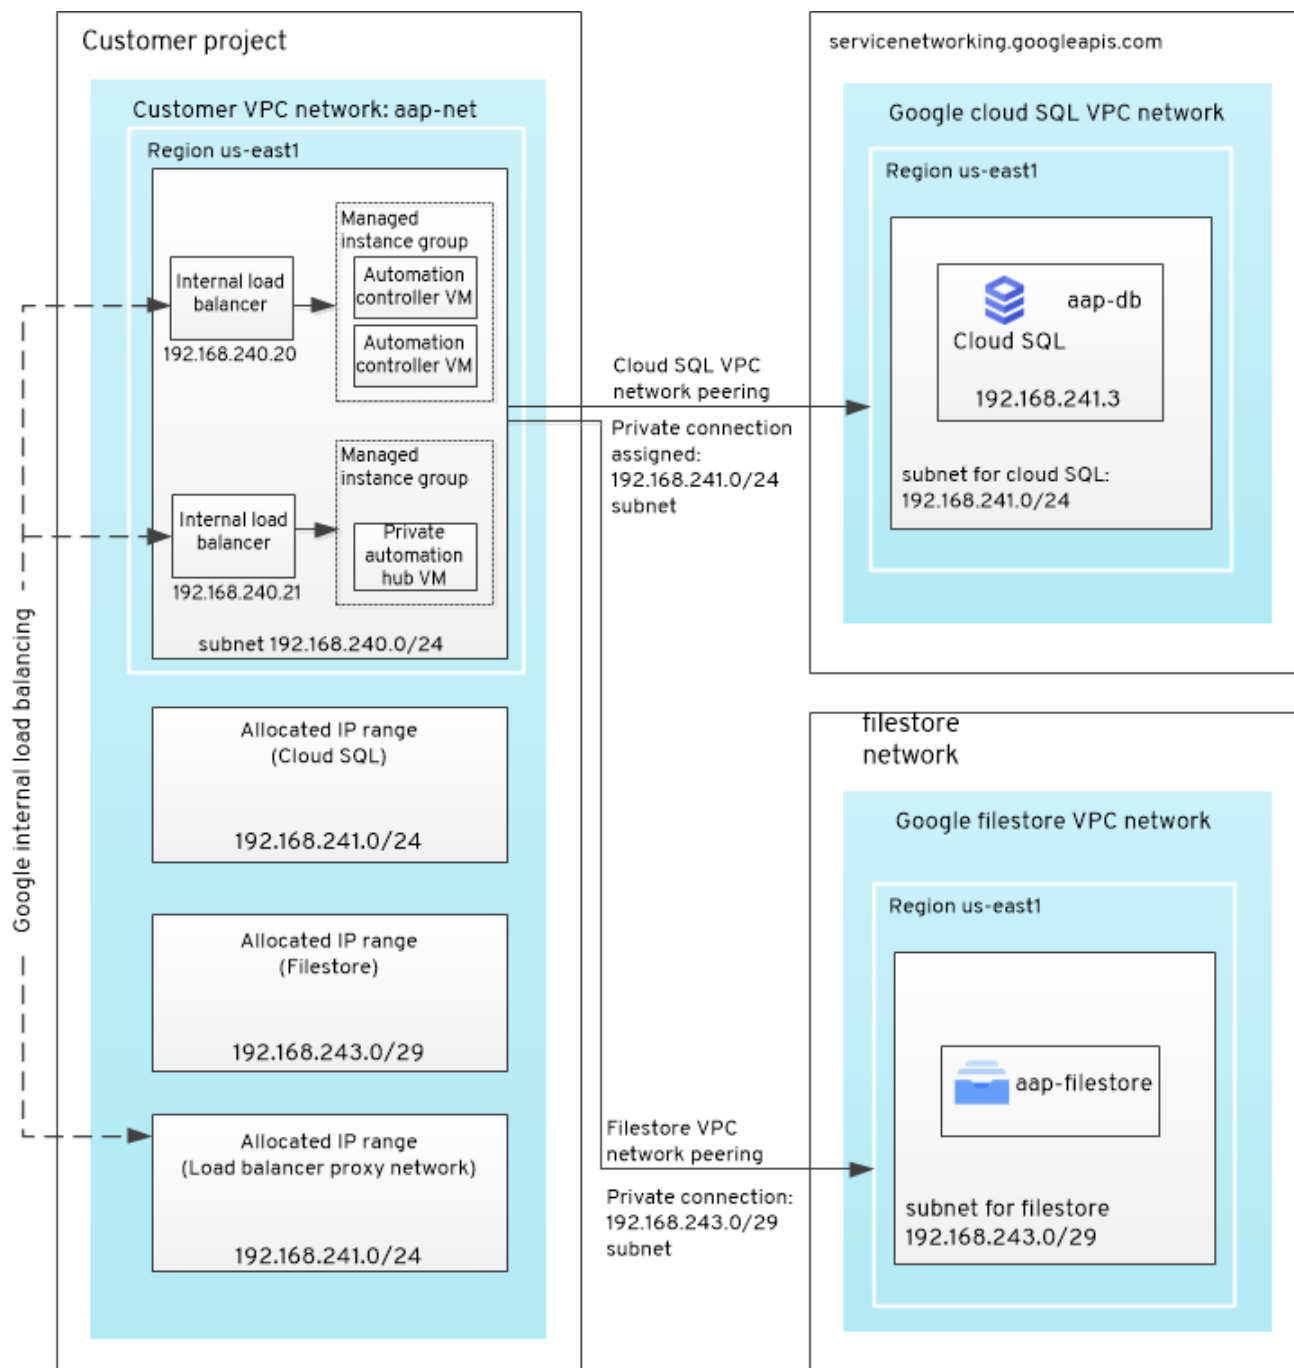 Customer project
Customer VPC network: aap-net
Region us-east1
Managed
instance group
Automation
controller VM
Automation
controller VM
Internal load
balancer
192.168.240.20
Managed
instance group
Private
automation
hub VM
Internal load
balancer
192.168.240.21
subnet 192.168.240.0/24
Allocated IP range
(Cloud SQL)
192.168.241.0/24
Allocated IP range
(Filestore)
192.168.243.0/29
Allocated IP range
(Load balancer proxy network)
192.168.241.0/24
Google internal load balancing
Cloud SQL VPC
network peering
Private connection
assigned:
192.168.241.0/24
subnet
Filestore VPC
network peering
Private connection:
192.168.243.0/29
subnet
servicenetworking.googleapis.com
Google cloud SQL VPC network
Region us-east1
aap-db
Cloud SQL
192.168.241.3
subnet for cloud SQL:
192.168.241.0/24
filestore
network
Google filestore VPC network
Region us-east1
aap-filestore
subnet for filestore
192.168.243.0/29